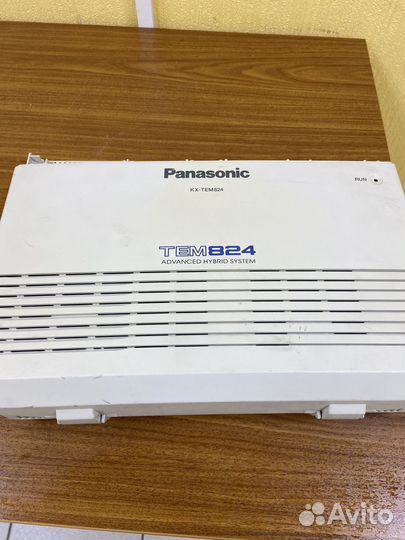 Panasonic
KX-TEM824
RUN
TEM824
ADVANCED HYBRID SYSTEM
Avito